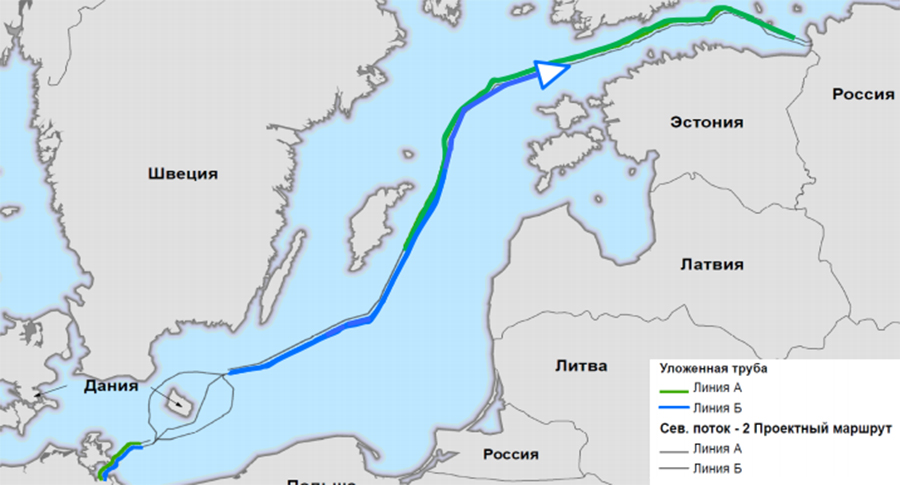 Россия
Эстония
Швеция
Латвия
Литва
Дания
Россия
Польша
Уложенная труба
Линия А
Линия Б
Сев. поток - 2 Проектный маршрут
Линия А
Линия Б